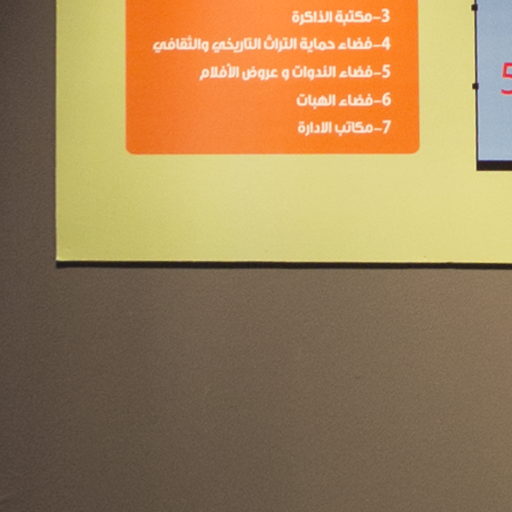 3-مكتبة الذاكرة
4-فضاء حماية التراث التاريخي والثقافي
5-فضاء الندوات و عروض الأفلام
6-فضاء الهبات
7-مكاتب الادارة
5